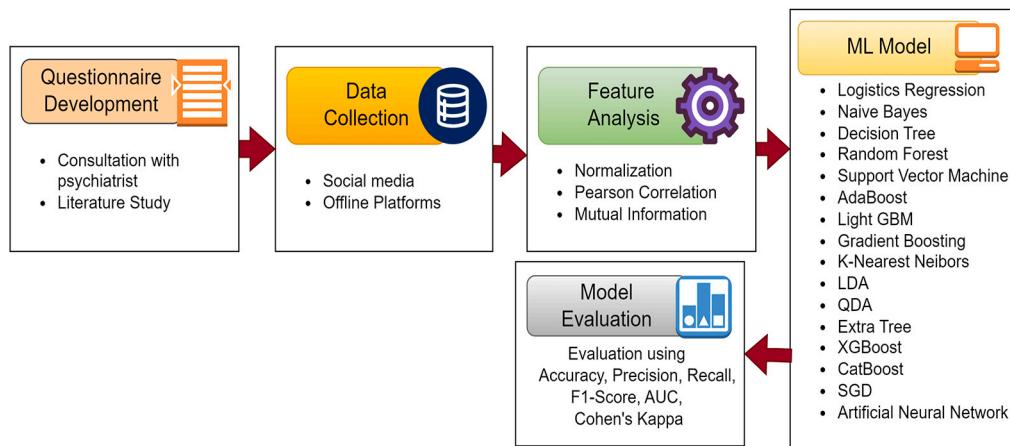 Questionnaire
Development
• Consultation with
psychiatrist
• Literature Study
Data
Collection
• Social media
• Offline Platforms
Feature
Analysis
• Normalization
• Pearson Correlation
• Mutual Information
ML Model
• Logistics Regression
• Naive Bayes
• Decision Tree
• Random Forest
• Support Vector Machine
• AdaBoost
• Light GBM
• Gradient Boosting
• K-Nearest Neibors
• LDA
• QDA
• Extra Tree
• XGBoost
• CatBoost
• SGD
• Artificial Neural Network
Model
Evaluation
Evaluation using
Accuracy, Precision, Recall,
F1-Score, AUC,
Cohen's Kappa